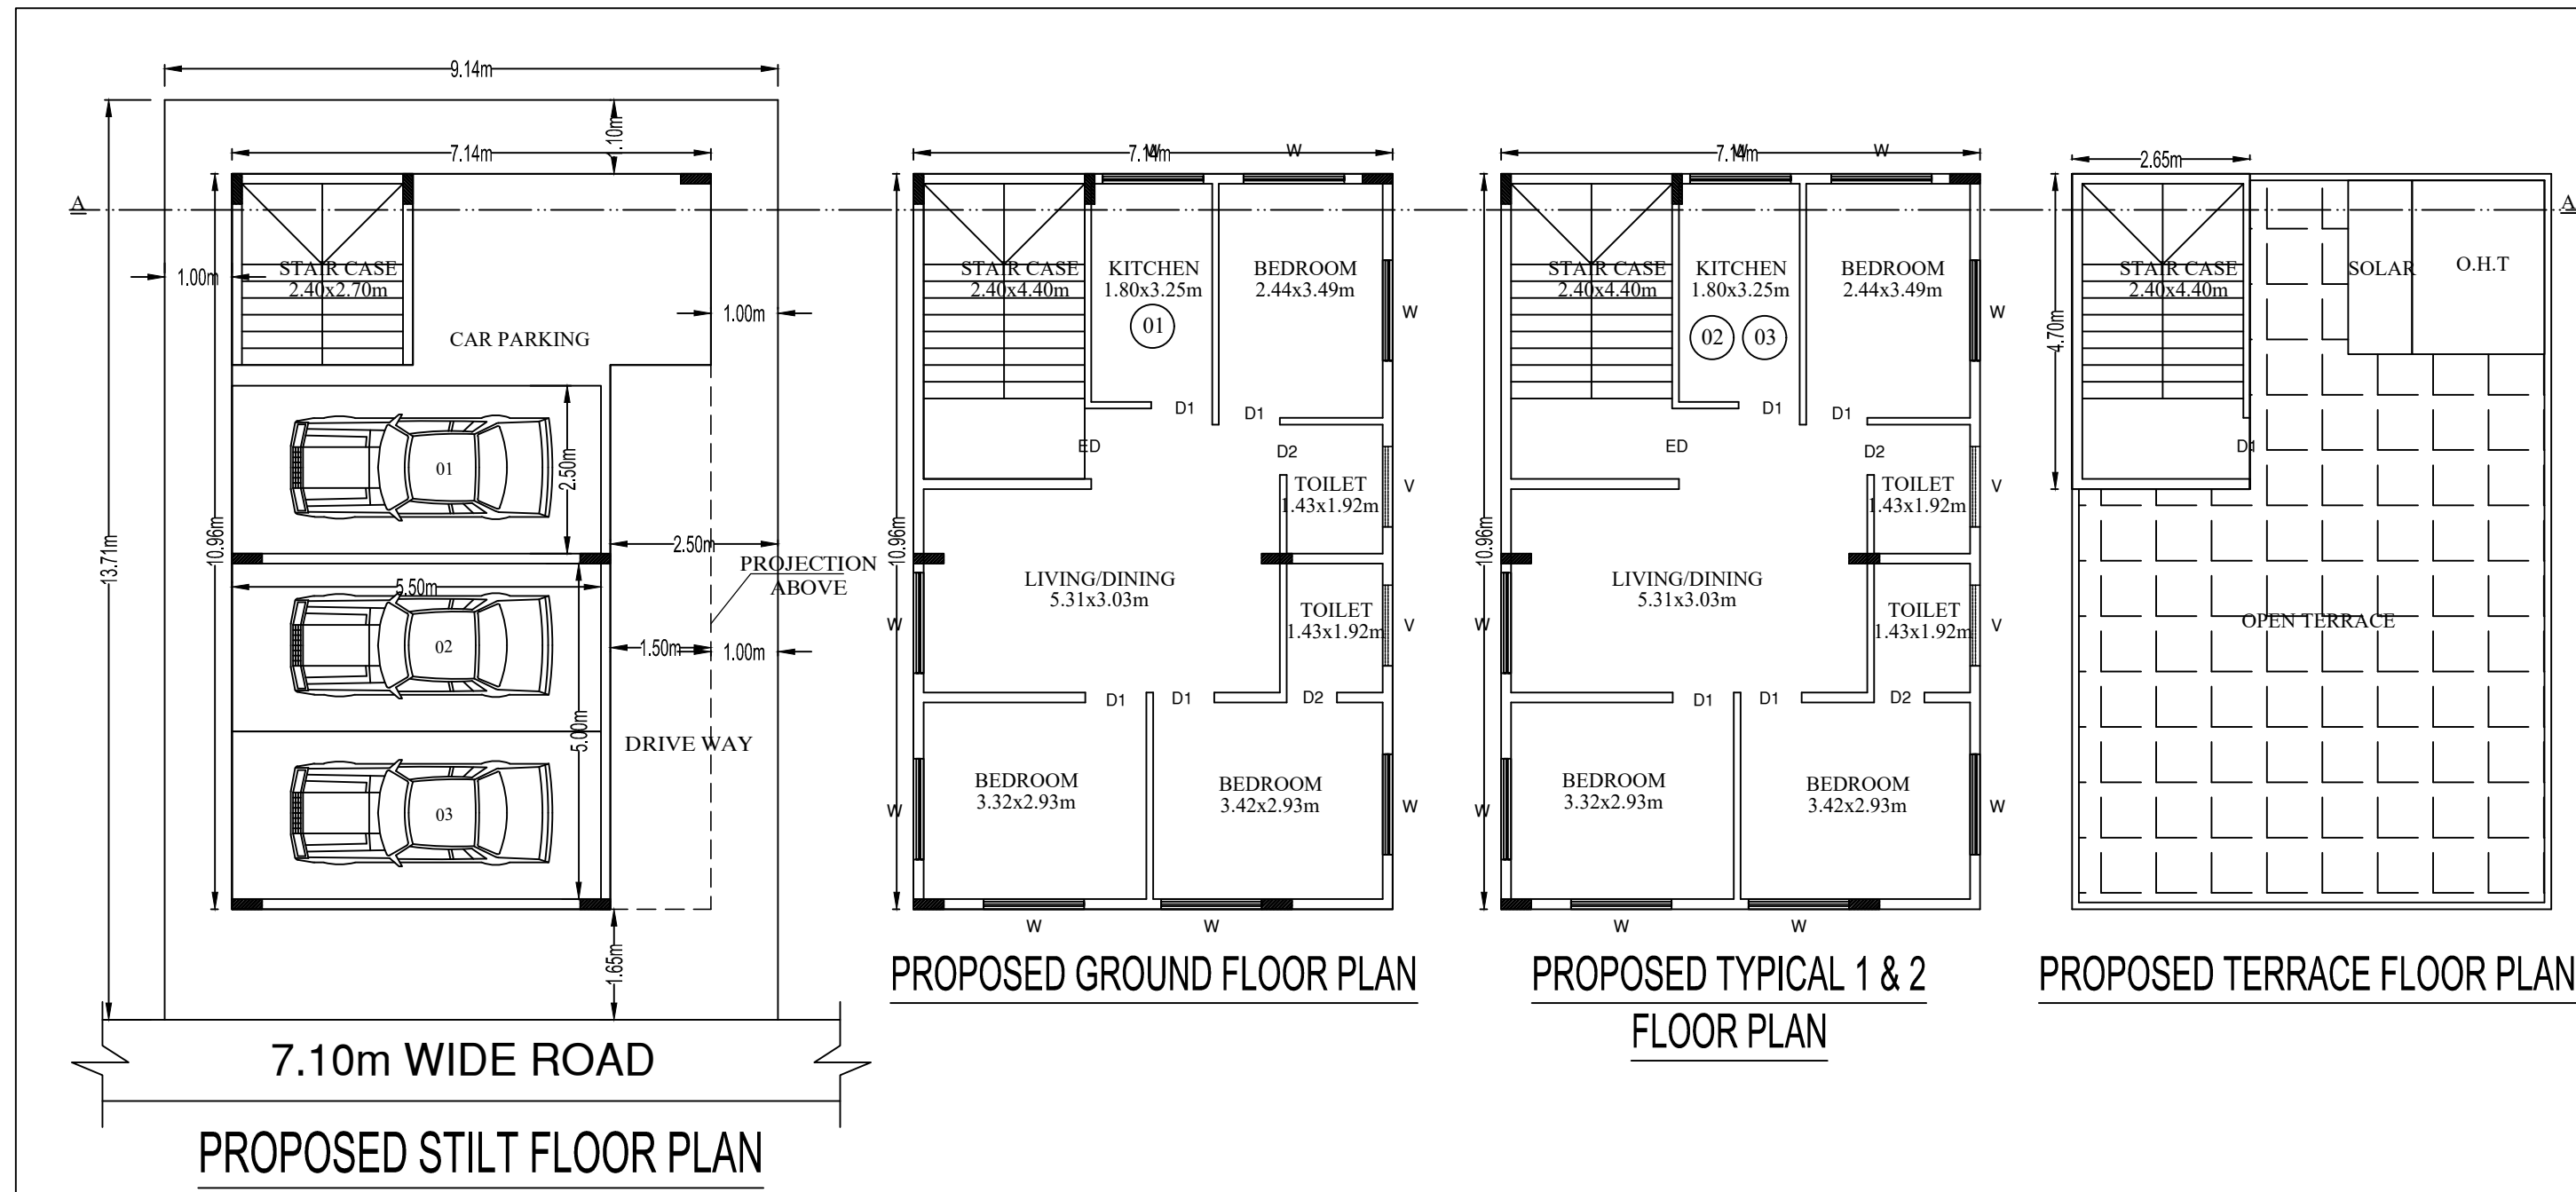 9.14m
1.10m
7.14m
A
1.00m
STAIR CASE
2.40x2.70m
1.00m
CAR PARKING
13.71m
10.96m
01
2.50m
2.50m
PROJECTION
ABOVE
5.50m
02
1.50m
1.00m
5.00m
DRIVE WAY
03
1.65m
7.10m WIDE ROAD
PROPOSED STILT FLOOR PLAN
7.14m
W
W
STAIR CASE
2.40x4.40m
KITCHEN
1.80x3.25m
01
BEDROOM
2.44x3.49m
W
D1
D1
ED
D2
TOILET
1.43x1.92m
V
10.96m
LIVING/DINING
5.31x3.03m
TOILET
1.43x1.92m
V
W
D1
D1
D2
BEDROOM
3.32x2.93m
BEDROOM
3.42x2.93m
W
W
W
W
PROPOSED GROUND FLOOR PLAN
7.14m
W
W
STAIR CASE
2.40x4.40m
KITCHEN
1.80x3.25m
02
03
BEDROOM
2.44x3.49m
W
D1
D1
ED
D2
TOILET
1.43x1.92m
V
10.96m
LIVING/DINING
5.31x3.03m
TOILET
1.43x1.92m
V
W
D1
D1
D2
BEDROOM
3.32x2.93m
BEDROOM
3.42x2.93m
W
W
W
W
PROPOSED TYPICAL 1 & 2
FLOOR PLAN
2.65m
A
STAIR CASE
2.40x4.40m
SOLAR
O.H.T
4.70m
D1
OPEN TERRACE
PROPOSED TERRACE FLOOR PLAN